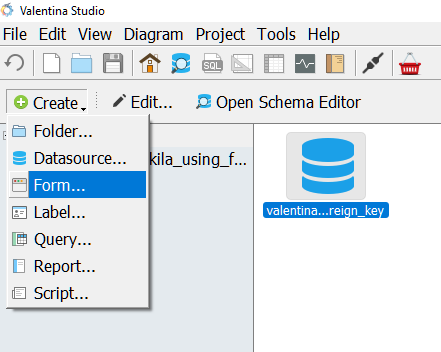 Valentina Studio
File Edit View Diagram Project Tools Help
SQL
Create Edit... Open Schema Editor
Folder...
Datasource... kila_using_f...
Form...
Label...
Query...
Report...
Script...
valentina...reign_key